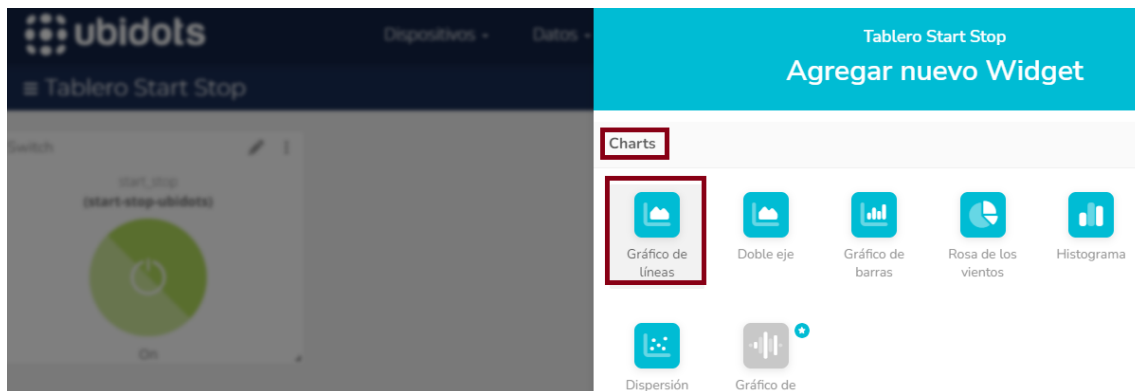 ubidots
Dispositivos
Datos
Tablero Start Stop
Switch
start_stop
(start-stop-ubidots)
On
Tablero Start Stop
Agregar nuevo Widget
Charts
Gráfico de
líneas
Doble eje
Gráfico de
barras
Rosa de los
vientos
Histograma
Dispersión
Gráfico de